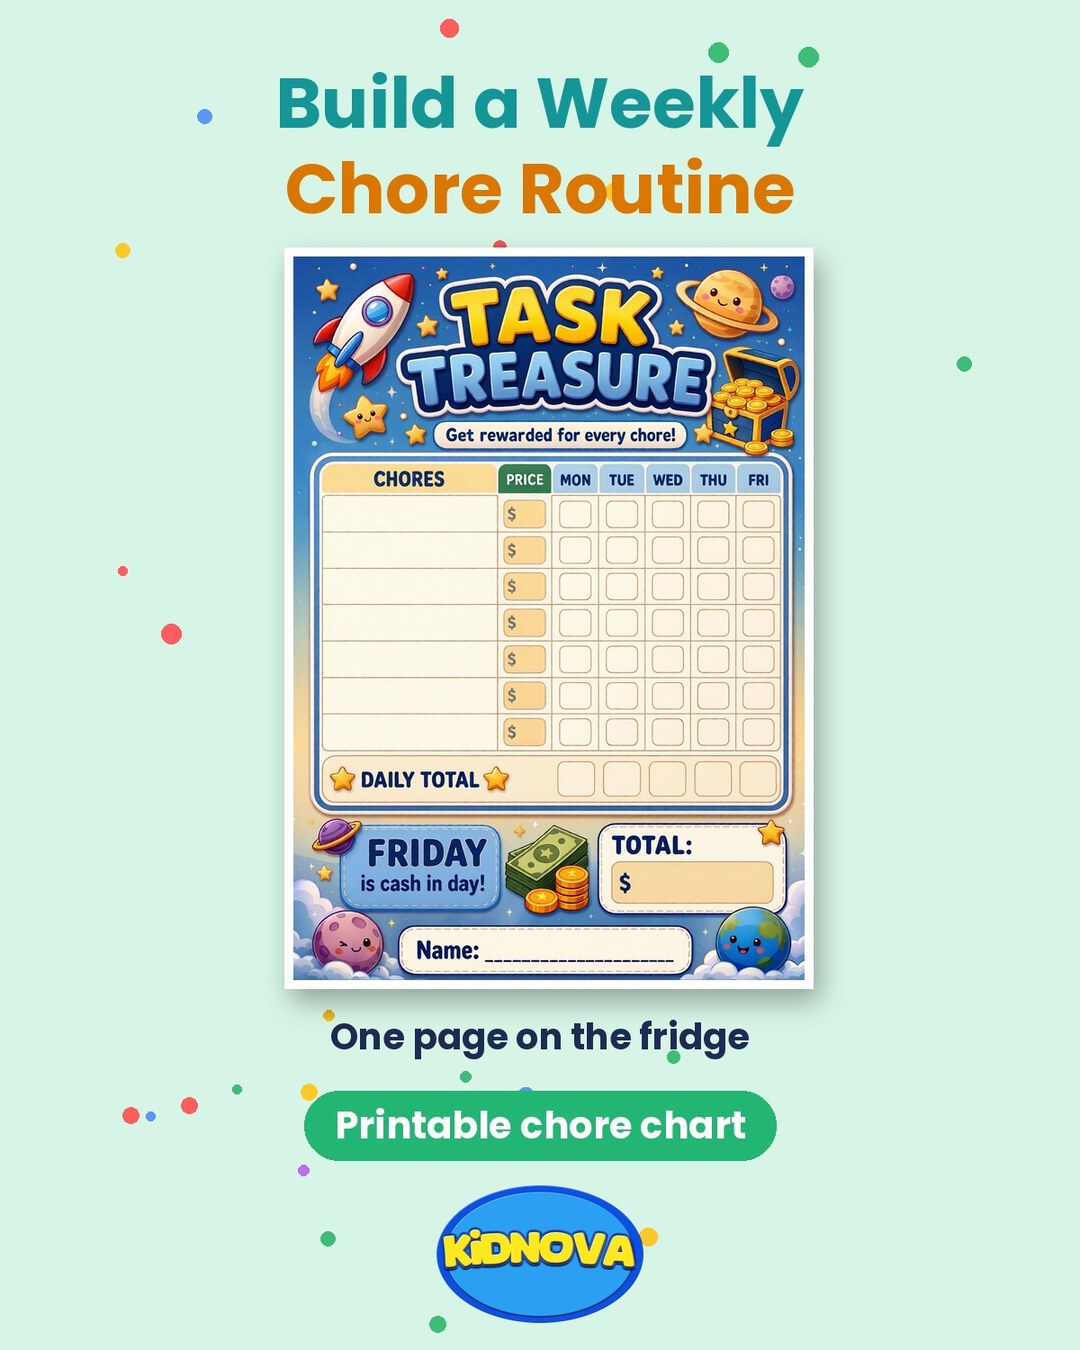 Build a Weekly
Chore Routine
TASK
TREASURE
Get rewarded for every chore!
CHORES PRICE MON TUE WED THU FRI
$
$
$
$
$
$
$
DAILY TOTAL
FRIDAY
is cash in day!
TOTAL:
$
Name: ____________________
One page on the fridge
Printable chore chart
KiDNOVA